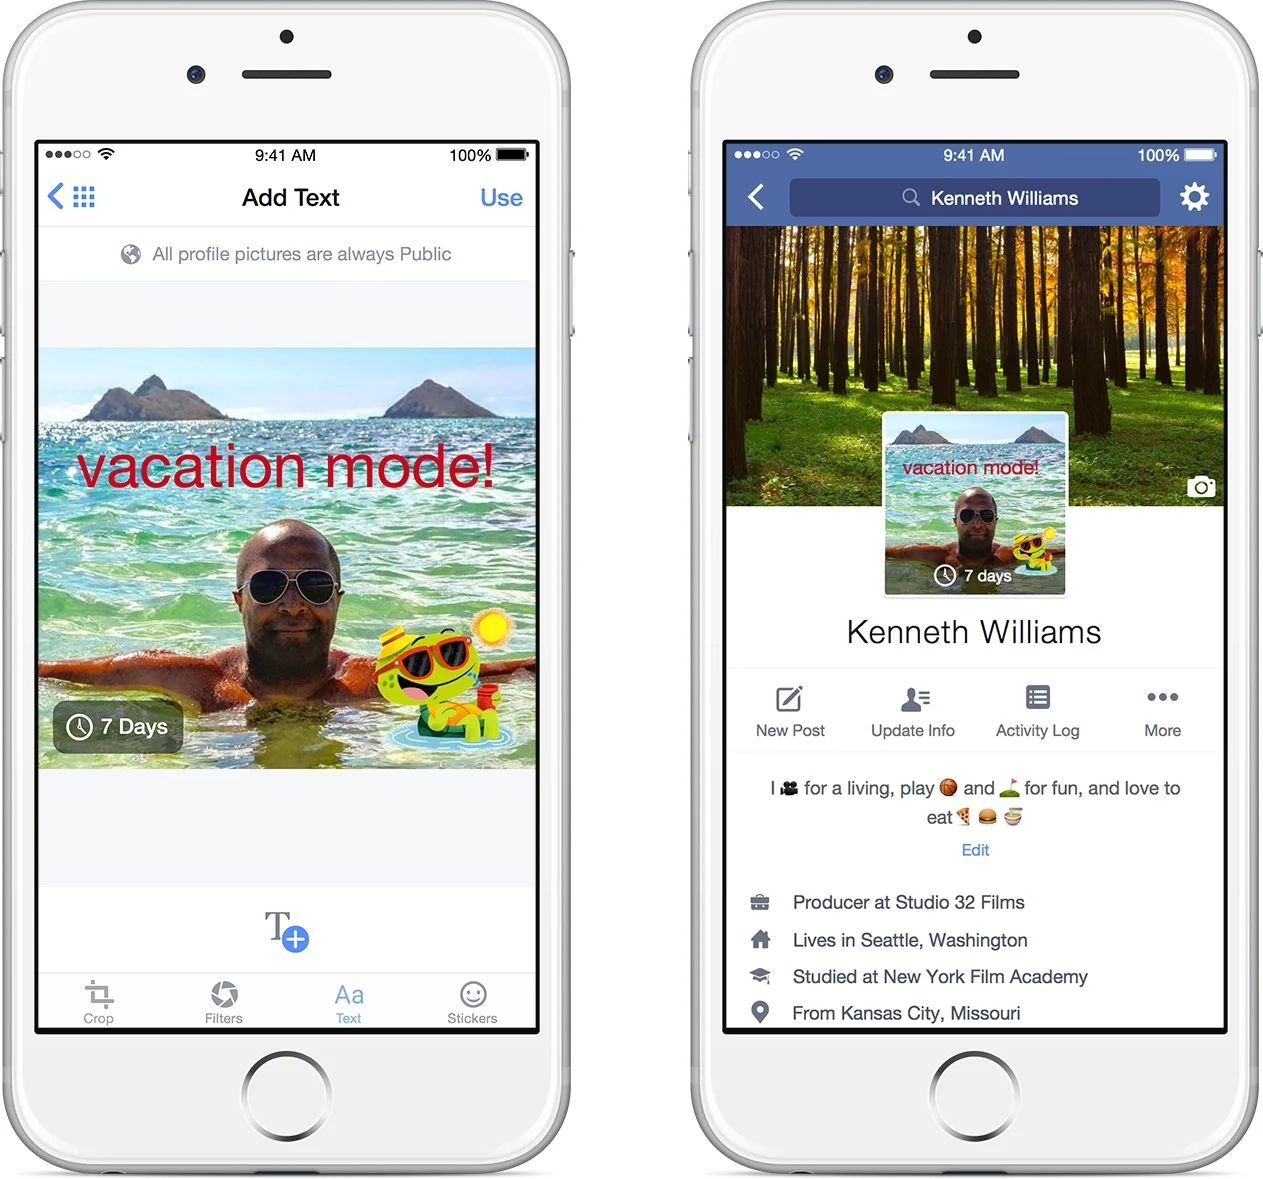 9:41 AM
100%
Add Text
Use
All profile pictures are always Public
vacation mode!
7 Days
T
Crop
Filters
Aa
Text
Stickers
9:41 AM
100%
Kenneth Williams
vacation mode!
7 days
Kenneth Williams
New Post
Update Info
Activity Log
More
I 🎥 for a living, play 🏀 and ⛳ for fun, and love to
eat 🍕 🍔 🍜
Edit
Producer at Studio 32 Films
Lives in Seattle, Washington
Studied at New York Film Academy
From Kansas City, Missouri